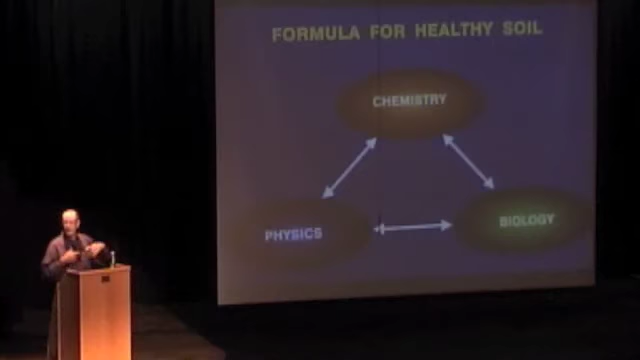 FORMULA FOR HEALTHY SOIL
CHEMISTRY
PHYSICS
BIOLOGY